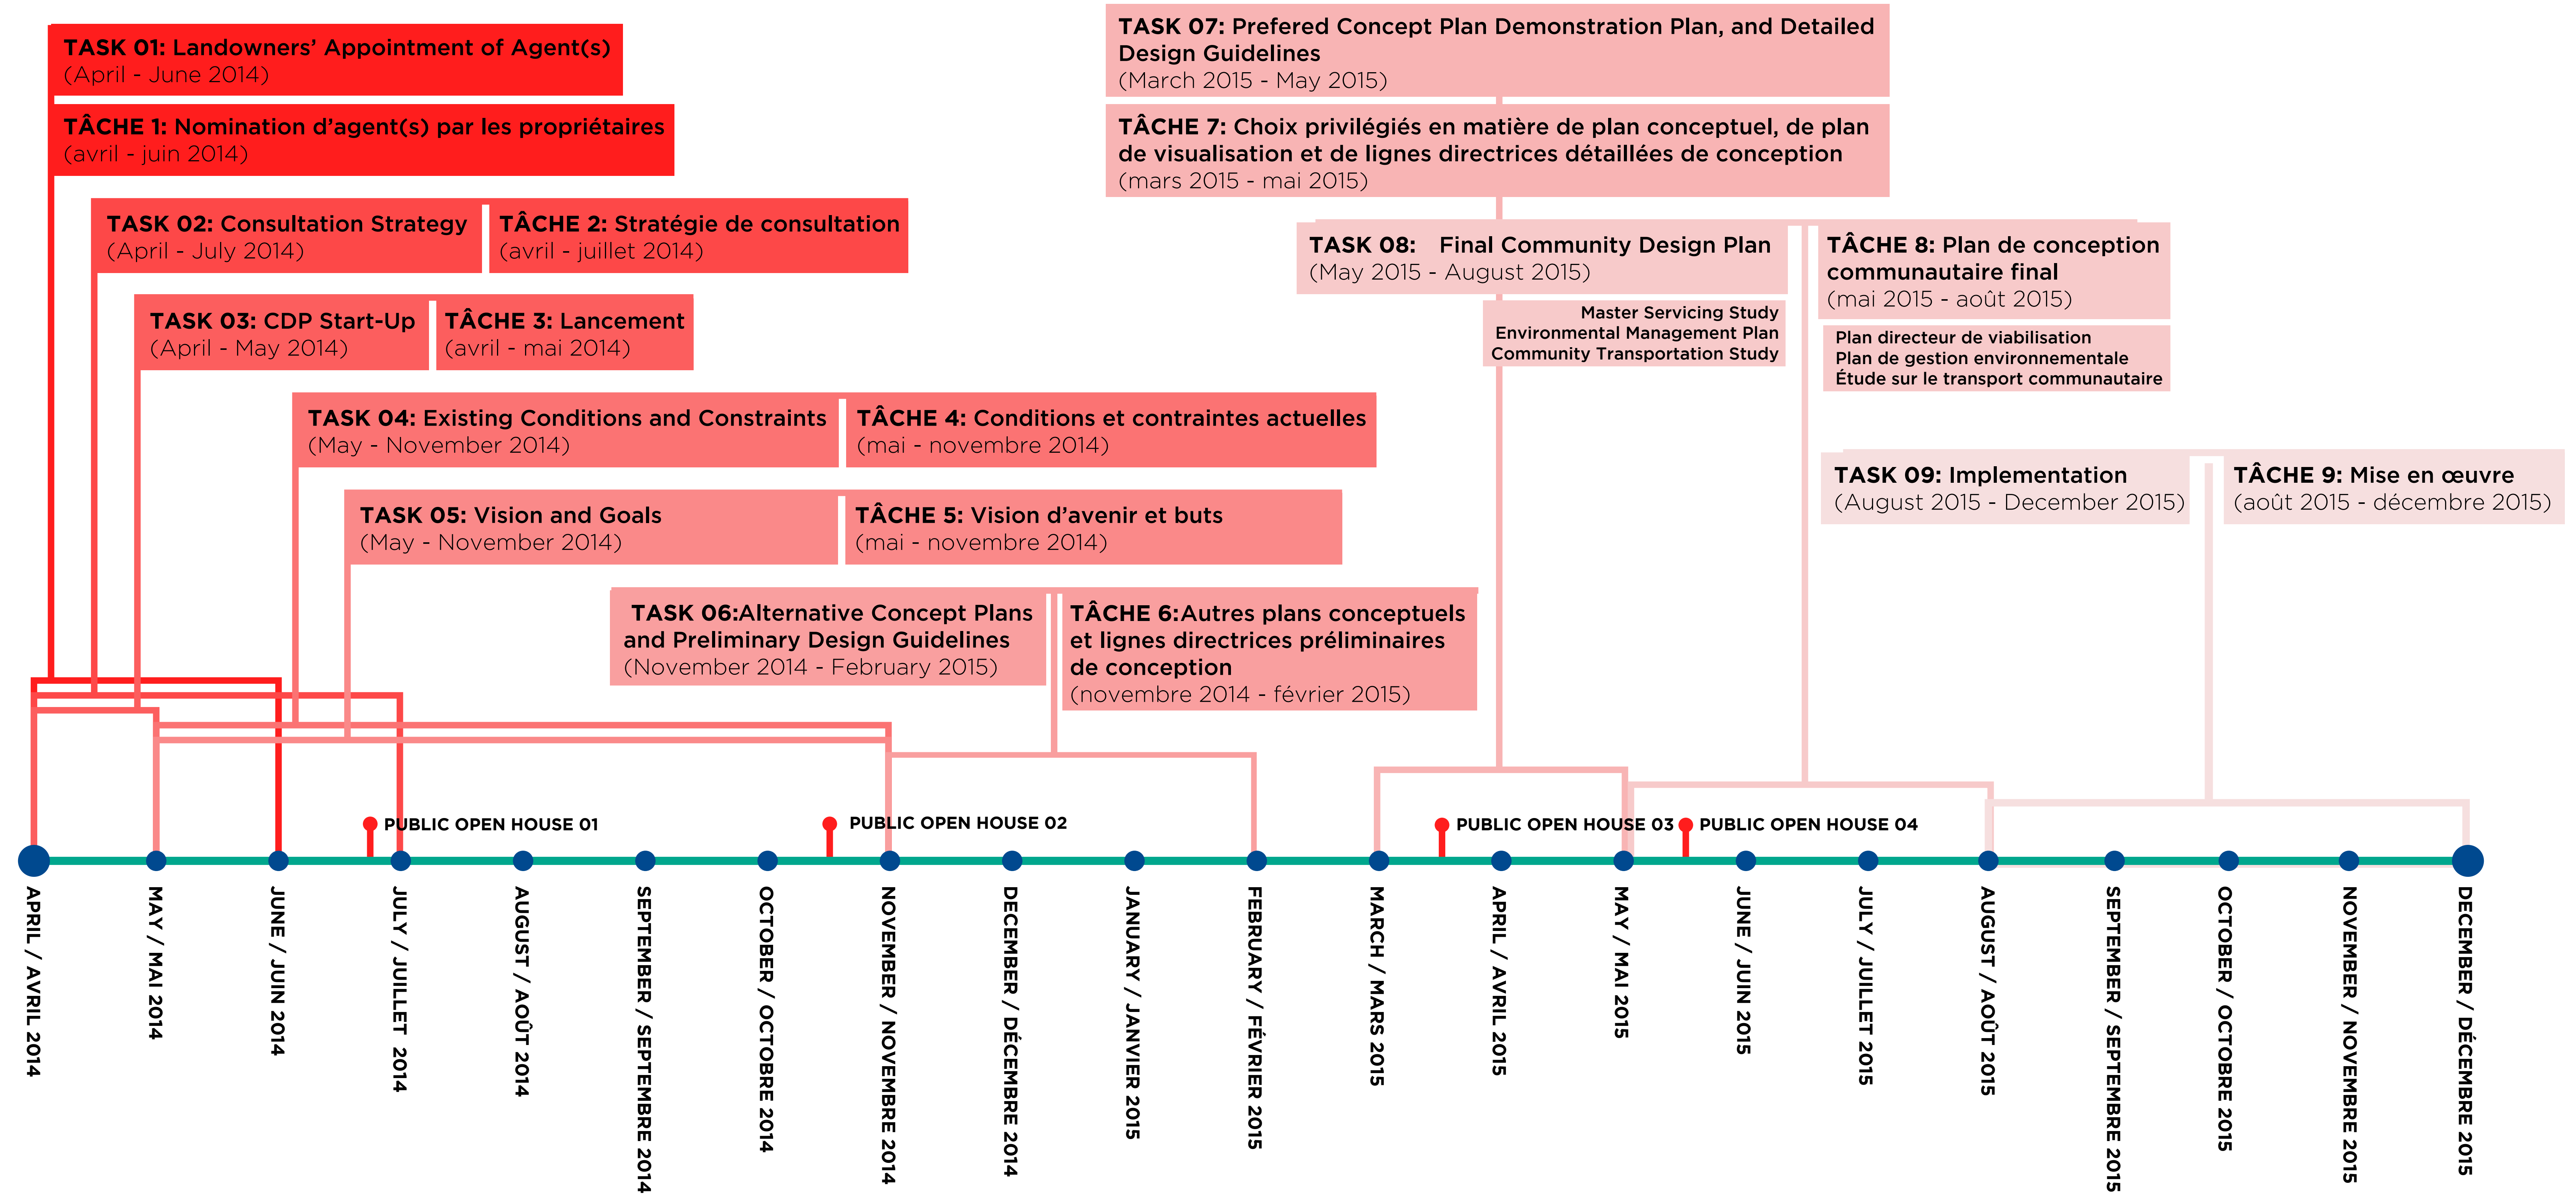 TASK 01: Landowners’ Appointment of Agent(s)
(April - June 2014)
TÂCHE 1: Nomination d’agent(s) par les propriétaires
(avril - juin 2014)
TASK 02: Consultation Strategy
(April - July 2014)
TÂCHE 2: Stratégie de consultation
(avril - juillet 2014)
TASK 03: CDP Start-Up
(April - May 2014)
TÂCHE 3: Lancement
(avril - mai 2014)
TASK 04: Existing Conditions and Constraints
(May - November 2014)
TÂCHE 4: Conditions et contraintes actuelles
(mai - novembre 2014)
TASK 05: Vision and Goals
(May - November 2014)
TÂCHE 5: Vision d’avenir et buts
(mai - novembre 2014)
TASK 06:Alternative Concept Plans
and Preliminary Design Guidelines
(November 2014 - February 2015)
TÂCHE 6:Autres plans conceptuels
et lignes directrices préliminaires
de conception
(novembre 2014 - février 2015)
TASK 07: Prefered Concept Plan Demonstration Plan, and Detailed
Design Guidelines
(March 2015 - May 2015)
TÂCHE 7: Choix privilégiés en matière de plan conceptuel, de plan
de visualisation et de lignes directrices détaillées de conception
(mars 2015 - mai 2015)
TASK 08: Final Community Design Plan
(May 2015 - August 2015)
Master Servicing Study
Environmental Management Plan
Community Transportation Study
TÂCHE 8: Plan de conception
communautaire final
(mai 2015 - août 2015)
Plan directeur de viabilisation
Plan de gestion environnementale
Étude sur le transport communautaire
TASK 09: Implementation
(August 2015 - December 2015)
TÂCHE 9: Mise en œuvre
(août 2015 - décembre 2015)
PUBLIC OPEN HOUSE 01
PUBLIC OPEN HOUSE 02
PUBLIC OPEN HOUSE 03
PUBLIC OPEN HOUSE 04
APRIL / AVRIL 2014
MAY / MAI 2014
JUNE / JUIN 2014
JULY / JUILLET 2014
AUGUST / AOÛT 2014
SEPTEMBER / SEPTEMBRE 2014
OCTOBER / OCTOBRE 2014
NOVEMBER / NOVEMBRE 2014
DECEMBER / DÉCEMBRE 2014
JANUARY / JANVIER 2015
FEBRUARY / FÉVRIER 2015
MARCH / MARS 2015
APRIL / AVRIL 2015
MAY / MAI 2015
JUNE / JUIN 2015
JULY / JUILLET 2015
AUGUST / AOÛT 2015
SEPTEMBER / SEPTEMBRE 2015
OCTOBER / OCTOBRE 2015
NOVEMBER / NOVEMBRE 2015
DECEMBER / DÉCEMBRE 2015